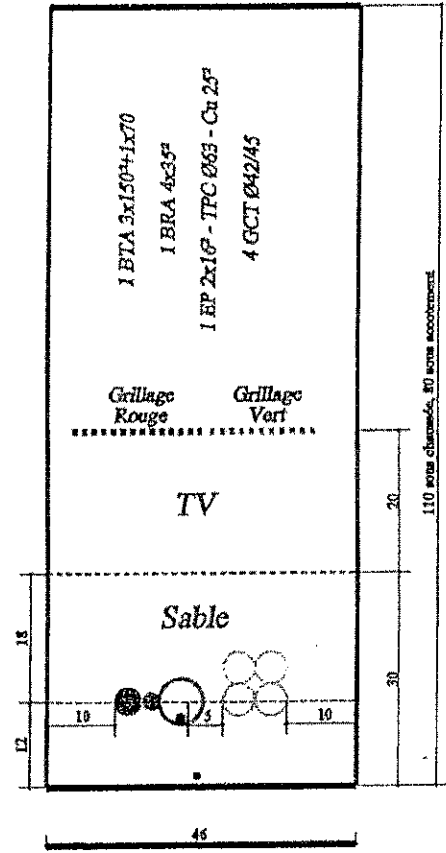 1 BTA 3x150²+1x70
1 BRA 4x35²
1 EP 2x16² - TPC Ø63 - Cu 25²
4 GCT Ø42/45
Grillage
Rouge
Grillage
Vert
TV
Sable
110 sous chaussée, 80 sous accotement
20
30
18
12
10
5
10
46